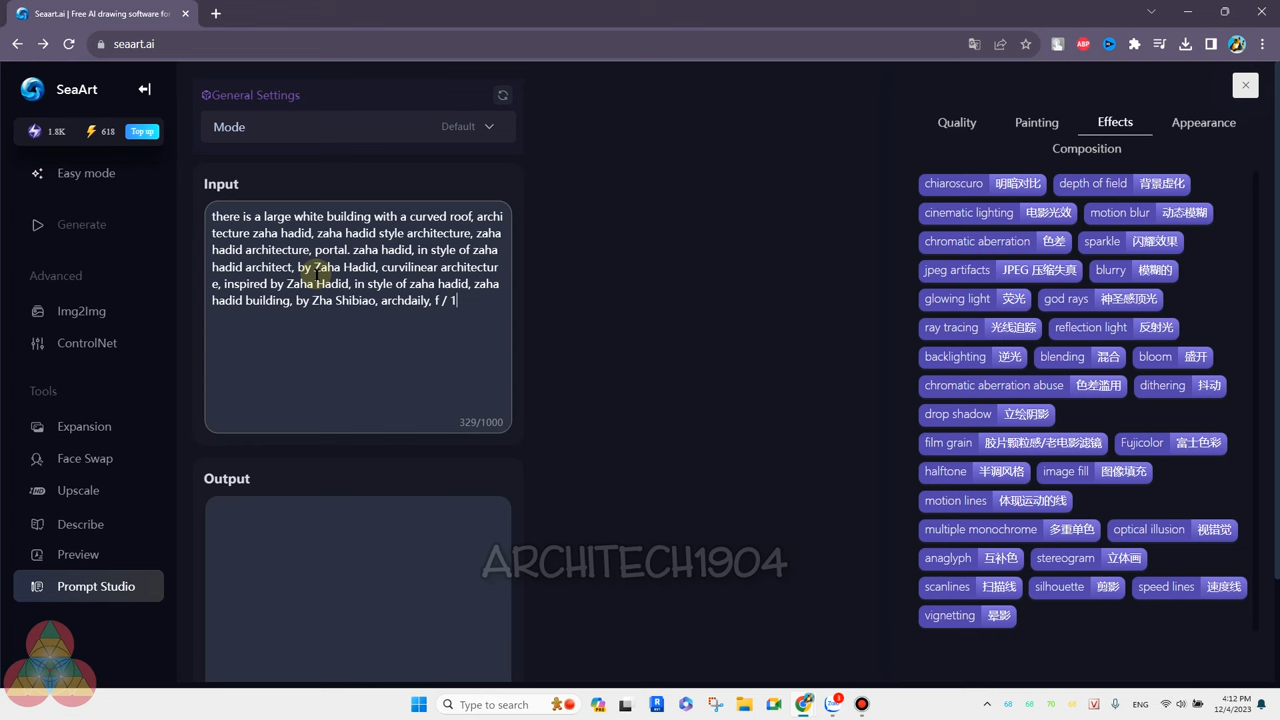 Seaart.ai | Free AI drawing software for
seaart.ai
ABP
SeaArt
1.8K 618 Top up
Easy mode
Generate
Advanced
Img2Img
ControlNet
Tools
Expansion
Face Swap
HD Upscale
Describe
Preview
Prompt Studio
General Settings
Mode Default
Input
there is a large white building with a curved roof, archi
tecture zaha hadid, zaha hadid style architecture, zaha
hadid architecture, portal. zaha hadid, in style of zaha
hadid architect, by Zaha Hadid, curvilinear architectur
e, inspired by Zaha Hadid, in style of zaha hadid, zaha
hadid building, by Zha Shibiao, archdaily, f / 1
329/1000
Output
Quality Painting Effects Appearance
Composition
chiaroscuro 明暗对比 depth of field 背景虚化
cinematic lighting 电影光效 motion blur 动态模糊
chromatic aberration 色差 sparkle 闪耀效果
jpeg artifacts JPEG 压缩失真 blurry 模糊的
glowing light 荧光 god rays 神圣感顶光
ray tracing 光线追踪 reflection light 反射光
backlighting 逆光 blending 混合 bloom 盛开
chromatic aberration abuse 色差滥用 dithering 抖动
drop shadow 立绘阴影
film grain 胶片颗粒感/老电影滤镜 Fujicolor 富士色彩
halftone 半调风格 image fill 图像填充
motion lines 体现运动的线
multiple monochrome 多重单色 optical illusion 视错觉
anaglyph 互补色 stereogram 立体画
scanlines 扫描线 silhouette 剪影 speed lines 速度线
vignetting 晕影
ARCHITECH1904
Type to search
68 68 70 68 ENG 4:12 PM
12/4/2023